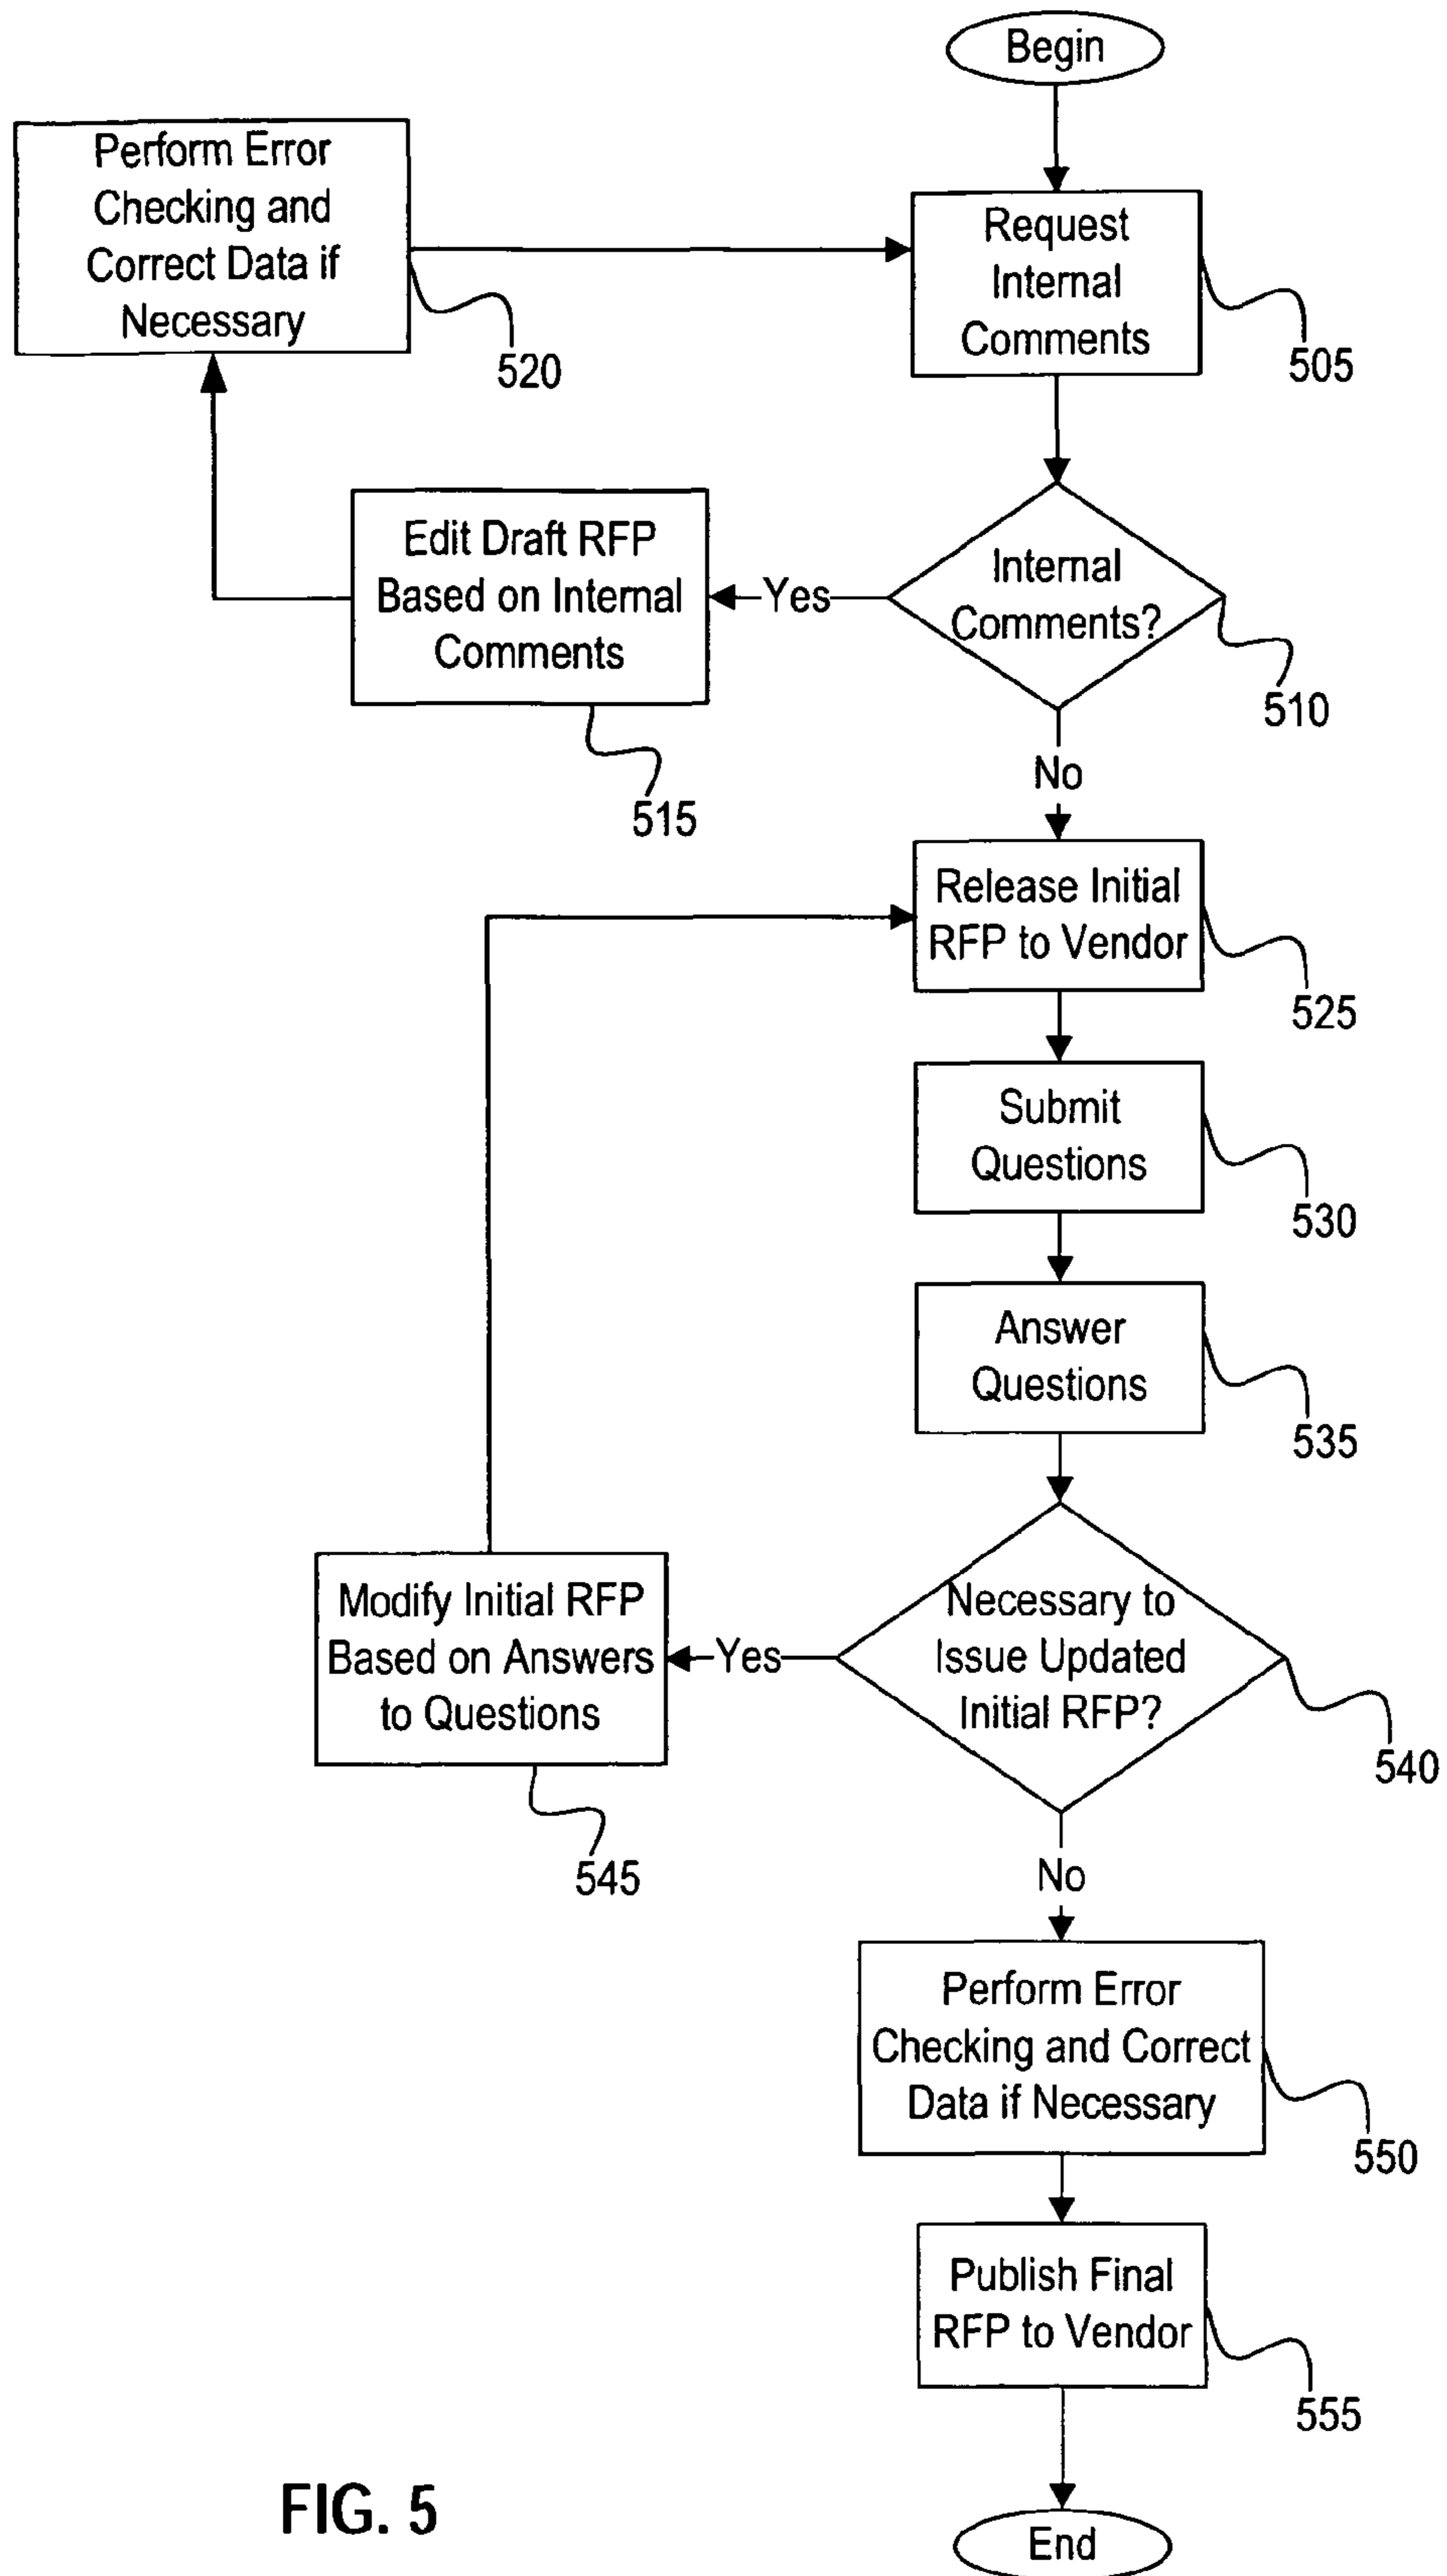 Begin
Perform Error
Checking and
Correct Data if
Necessary
520
Request
Internal
Comments
505
Internal
Comments?
510
Yes
Edit Draft RFP
Based on Internal
Comments
515
No
Release Initial
RFP to Vendor
525
Submit
Questions
530
Answer
Questions
535
Necessary to
Issue Updated
Initial RFP?
540
Yes
Modify Initial RFP
Based on Answers
to Questions
545
No
Perform Error
Checking and Correct
Data if Necessary
550
Publish Final
RFP to Vendor
555
End
FIG. 5